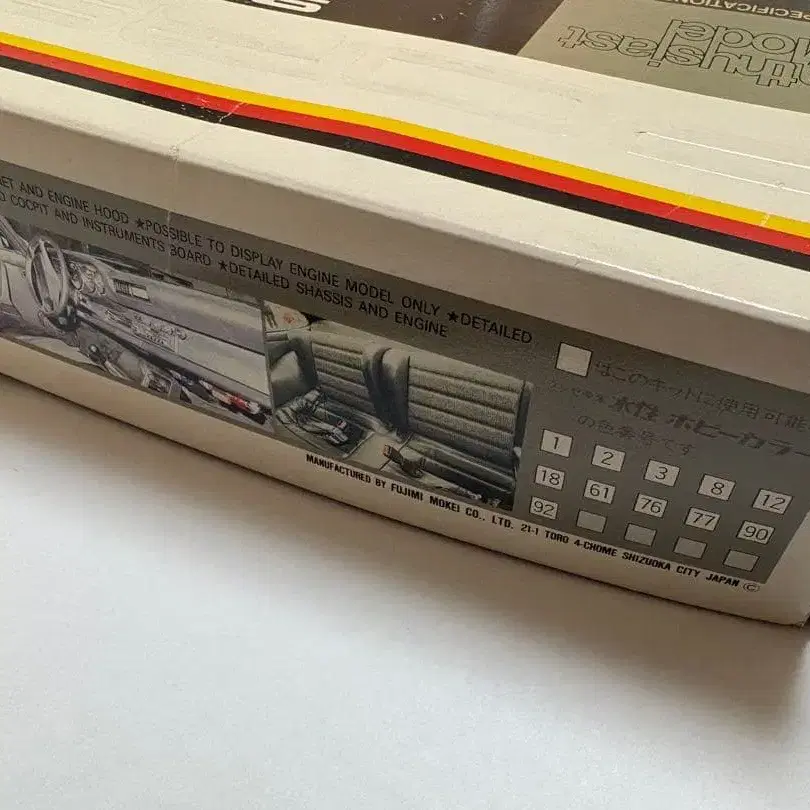 SPECIFICATION
thusiast
Model
ET AND ENGINE HOOD ★POSSIBLE TO DISPLAY ENGINE MODEL ONLY ★DETAILED
COCPIT AND INSTRUMENTS BOARD ★DETAILED SHASSIS AND ENGINE
はこのキットに使用可能
水性ホビーカラー
の色番号です
1 2 3 8 12
18 61 76 77 90
92
MANUFACTURED BY FUJIMI MOKEI CO., LTD. 21-1 TORO 4-CHOME SHIZUOKA CITY JAPAN ©